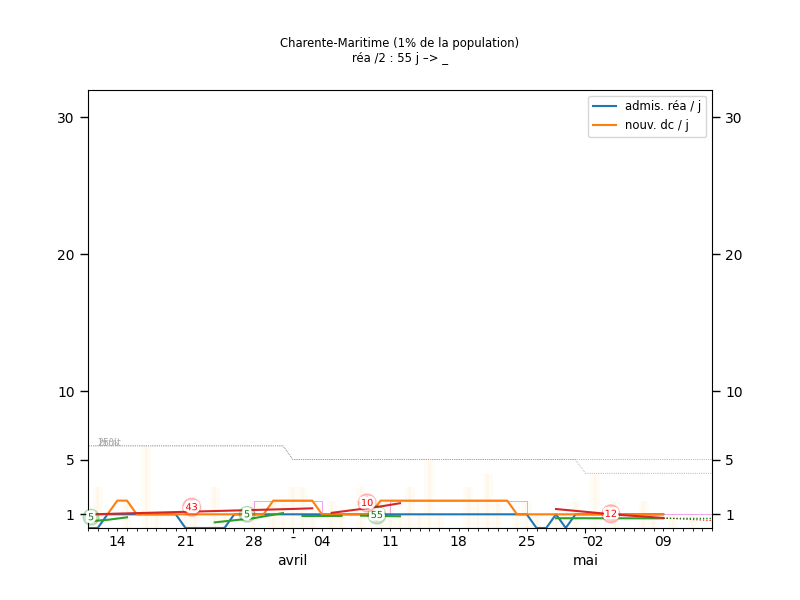 Charente-Maritime (1% de la population)
réa /2 : 55 j –> _
admis. réa / j
nouv. dc / j
30 30
20 20
10 10
5 5
1 1
5 43 5 10 55 12
14 21 28 - 04 11 18 25 - 02 09
avril mai